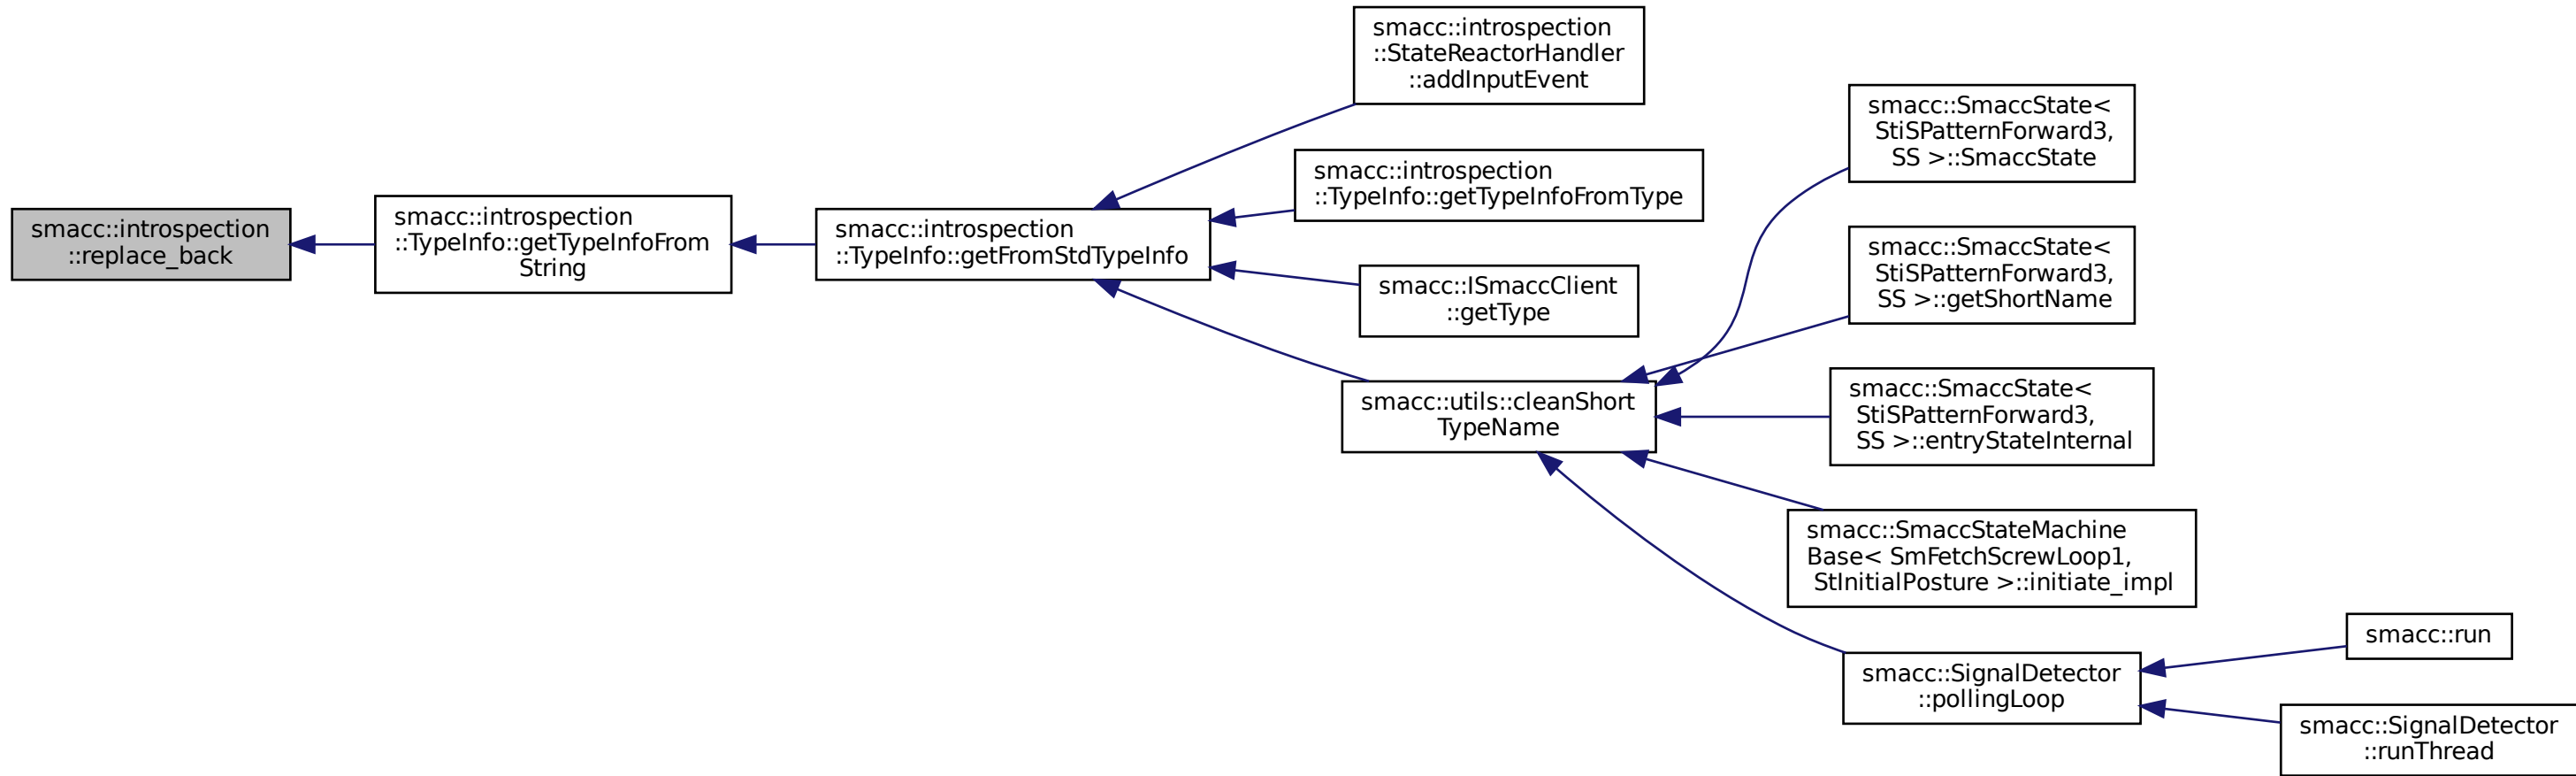 smacc::introspection
::replace_back
smacc::introspection
::TypeInfo::getTypeInfoFrom
String
smacc::introspection
::TypeInfo::getFromStdTypeInfo
smacc::introspection
::StateReactorHandler
::addInputEvent
smacc::introspection
::TypeInfo::getTypeInfoFromType
smacc::ISmaccClient
::getType
smacc::utils::cleanShort
TypeName
smacc::SmaccState<
StiSPatternForward3,
SS >::SmaccState
smacc::SmaccState<
StiSPatternForward3,
SS >::getShortName
smacc::SmaccState<
StiSPatternForward3,
SS >::entryStateInternal
smacc::SmaccStateMachine
Base< SmFetchScrewLoop1,
StInitialPosture >::initiate_impl
smacc::SignalDetector
::pollingLoop
smacc::run
smacc::SignalDetector
::runThread